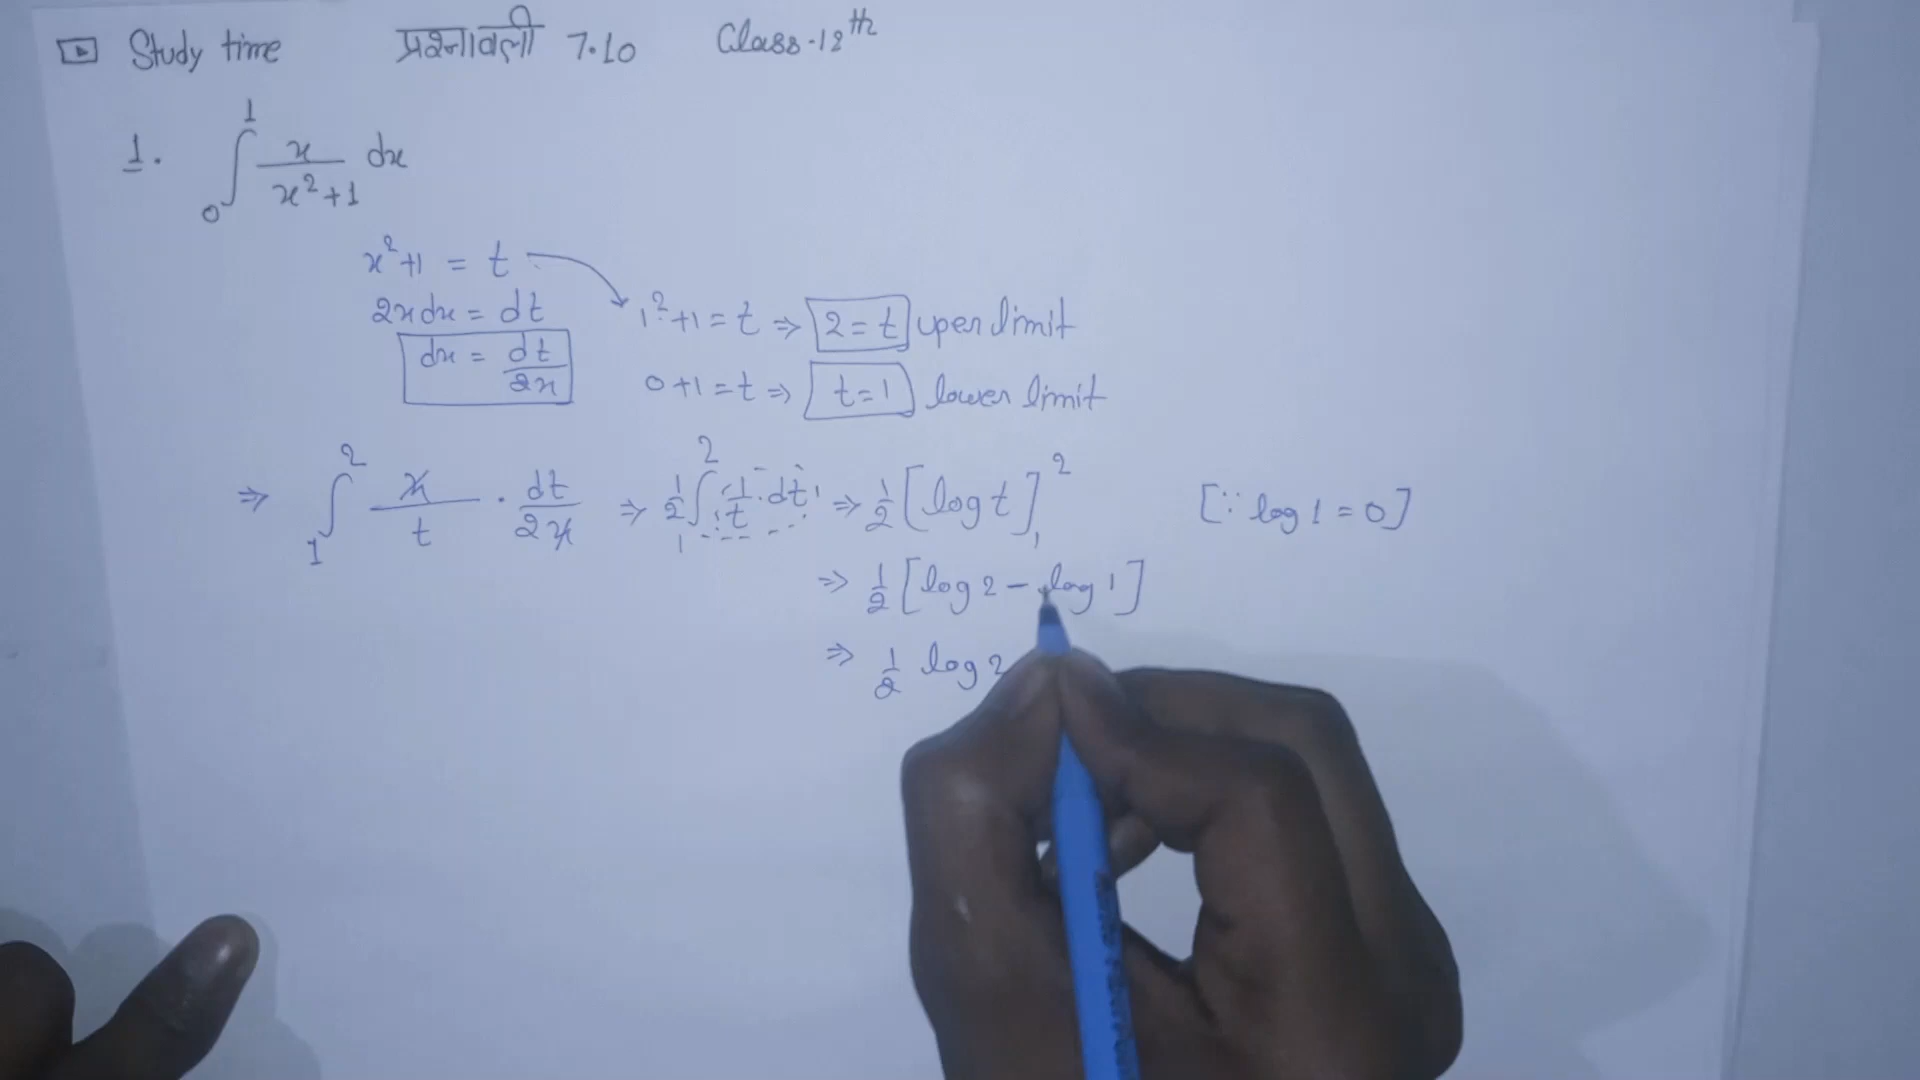 Study time प्रश्नावली 7.10 Class-12th
1. ∫₀¹ x/(x²+1) dx
x²+1 = t
2x dx = dt
1²+1 = t ⇒ 2 = t uper limit
dx = dt/2x
0+1 = t ⇒ t=1 lower limit
⇒ ∫₁² x/t · dt/2x ⇒ 1/2 ∫₁² 1/t · dt ⇒ 1/2 [log t]₁² [∵ log 1 = 0]
⇒ 1/2 [log 2 - log 1]
⇒ 1/2 log 2